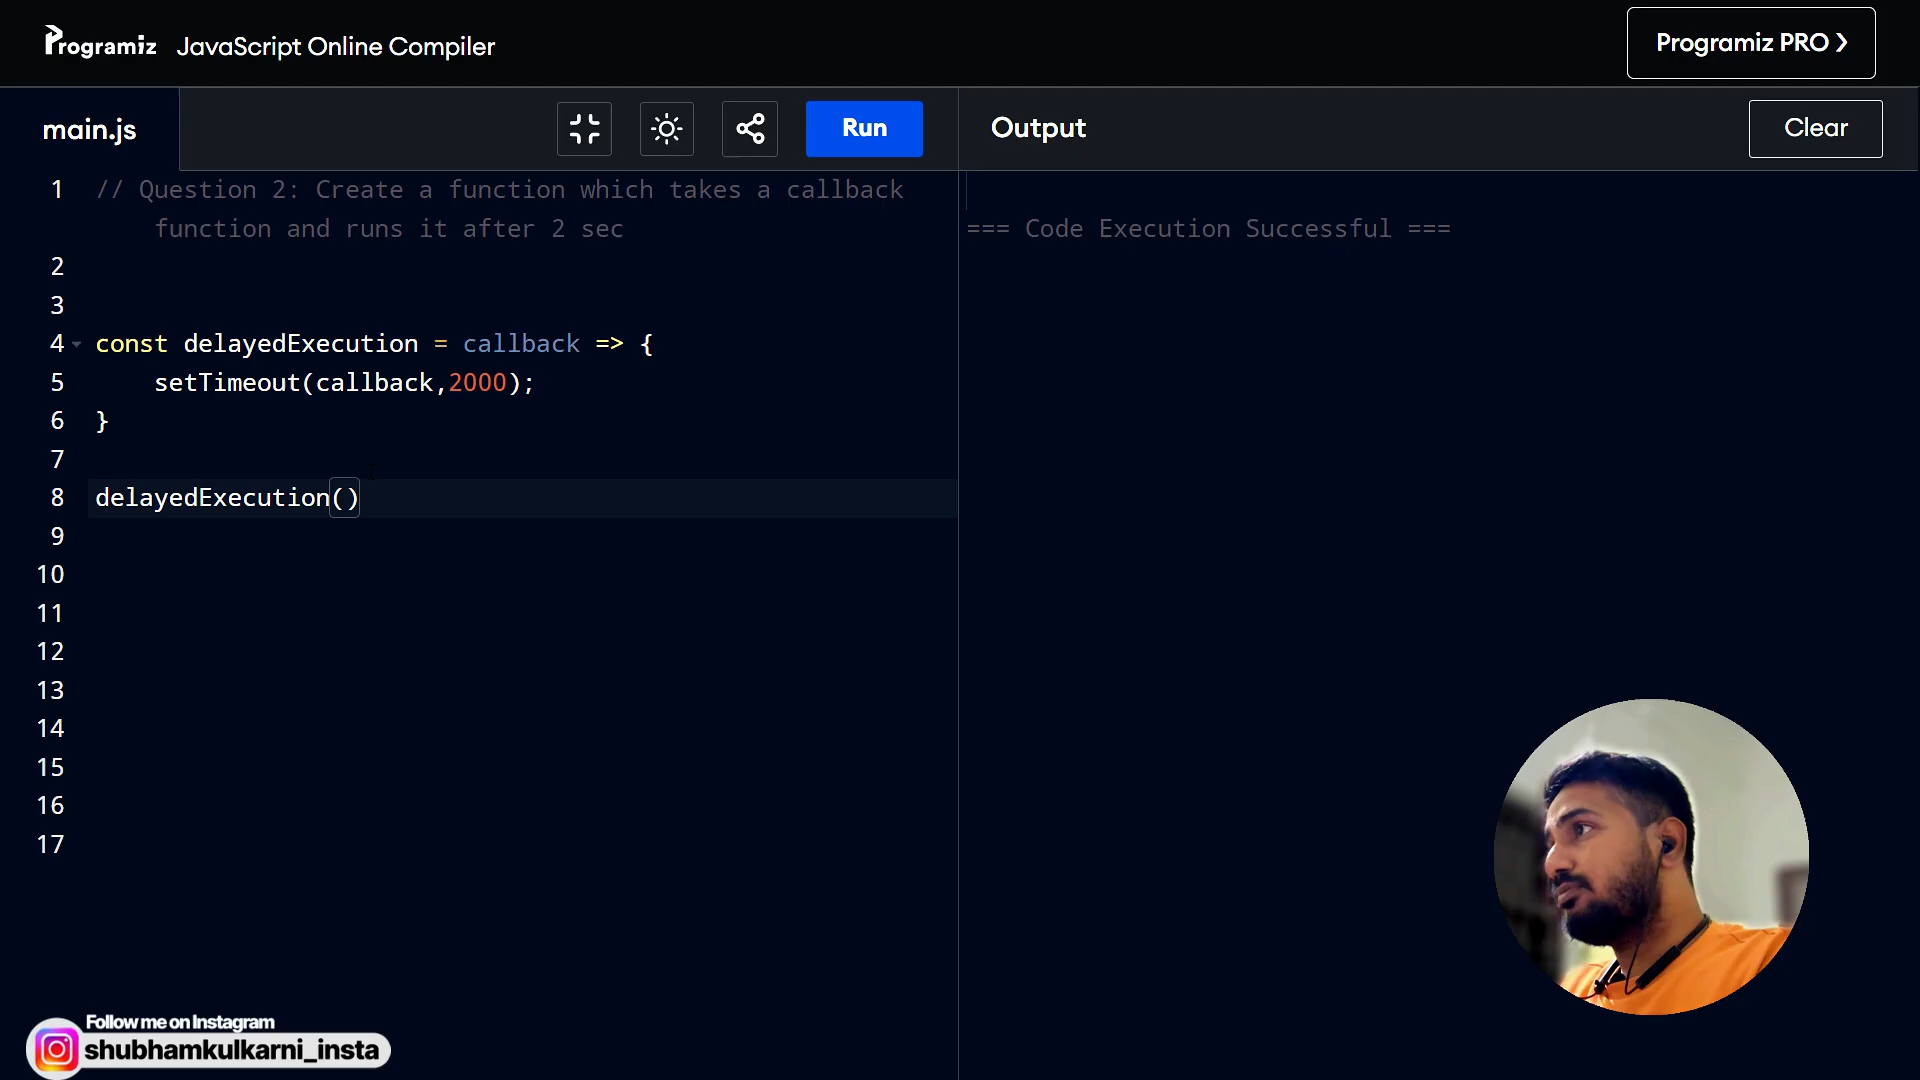 Programiz JavaScript Online Compiler
Programiz PRO ❯
main.js
Run
Output
Clear
1 // Question 2: Create a function which takes a callback
function and runs it after 2 sec
=== Code Execution Successful ===
2
3
4 const delayedExecution = callback => {
5 setTimeout(callback,2000);
6 }
7
8 delayedExecution()
9
10
11
12
13
14
15
16
17
Follow me on Instagram
shubhamkulkarni_insta